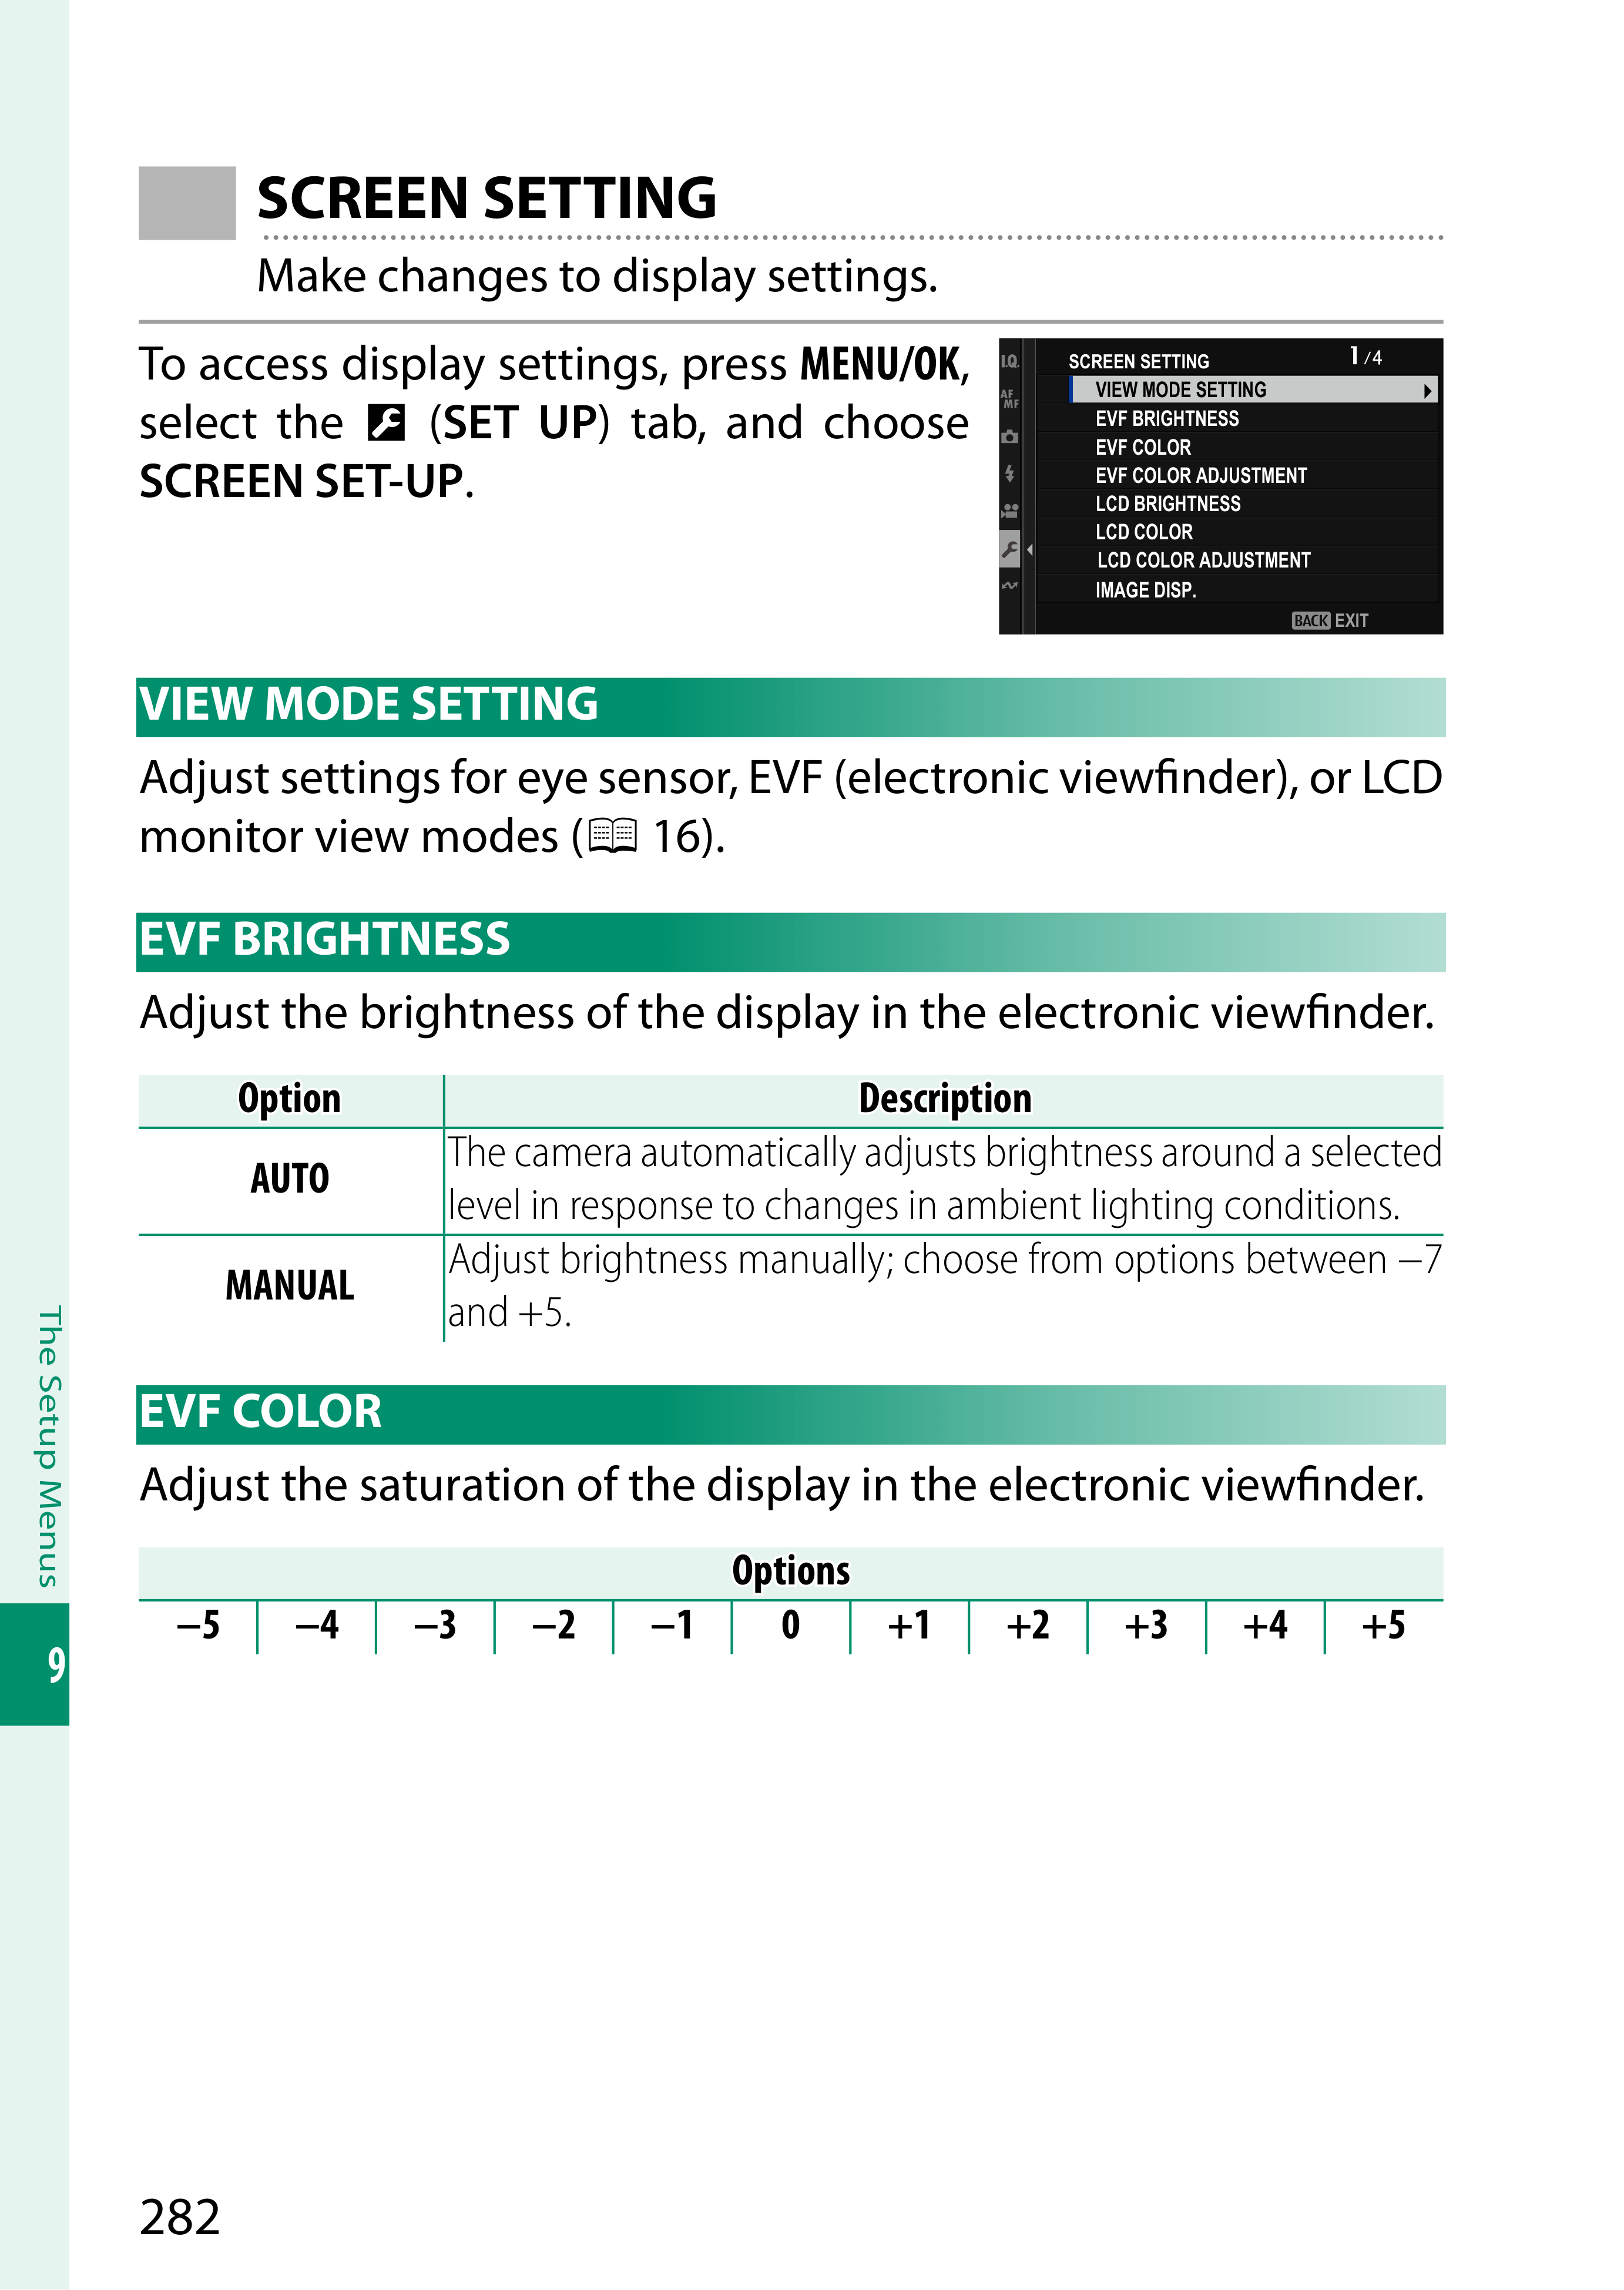 SCREEN SETTING
Make changes to display settings.
To access display settings, press MENU/OK,
select the (SET UP) tab, and choose
SCREEN SET-UP.
I.Q.
AF
MF
SCREEN SETTING 1/4
VIEW MODE SETTING
EVF BRIGHTNESS
EVF COLOR
EVF COLOR ADJUSTMENT
LCD BRIGHTNESS
LCD COLOR
LCD COLOR ADJUSTMENT
IMAGE DISP.
BACK EXIT
VIEW MODE SETTING
Adjust settings for eye sensor, EVF (electronic viewfinder), or LCD
monitor view modes (16).
EVF BRIGHTNESS
Adjust the brightness of the display in the electronic viewfinder.
Option Description
AUTO
The camera automatically adjusts brightness around a selected
level in response to changes in ambient lighting conditions.
MANUAL
Adjust brightness manually; choose from options between −7
and +5.
EVF COLOR
Adjust the saturation of the display in the electronic viewfinder.
Options
−5 −4 −3 −2 −1 0 +1 +2 +3 +4 +5
The Setup Menus
9
282